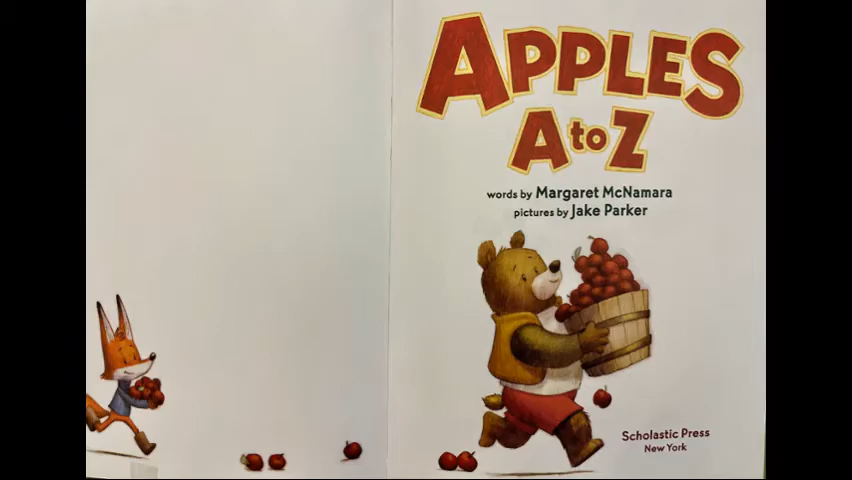 APPLES
A to Z
words by Margaret McNamara
pictures by Jake Parker
Scholastic Press
New York